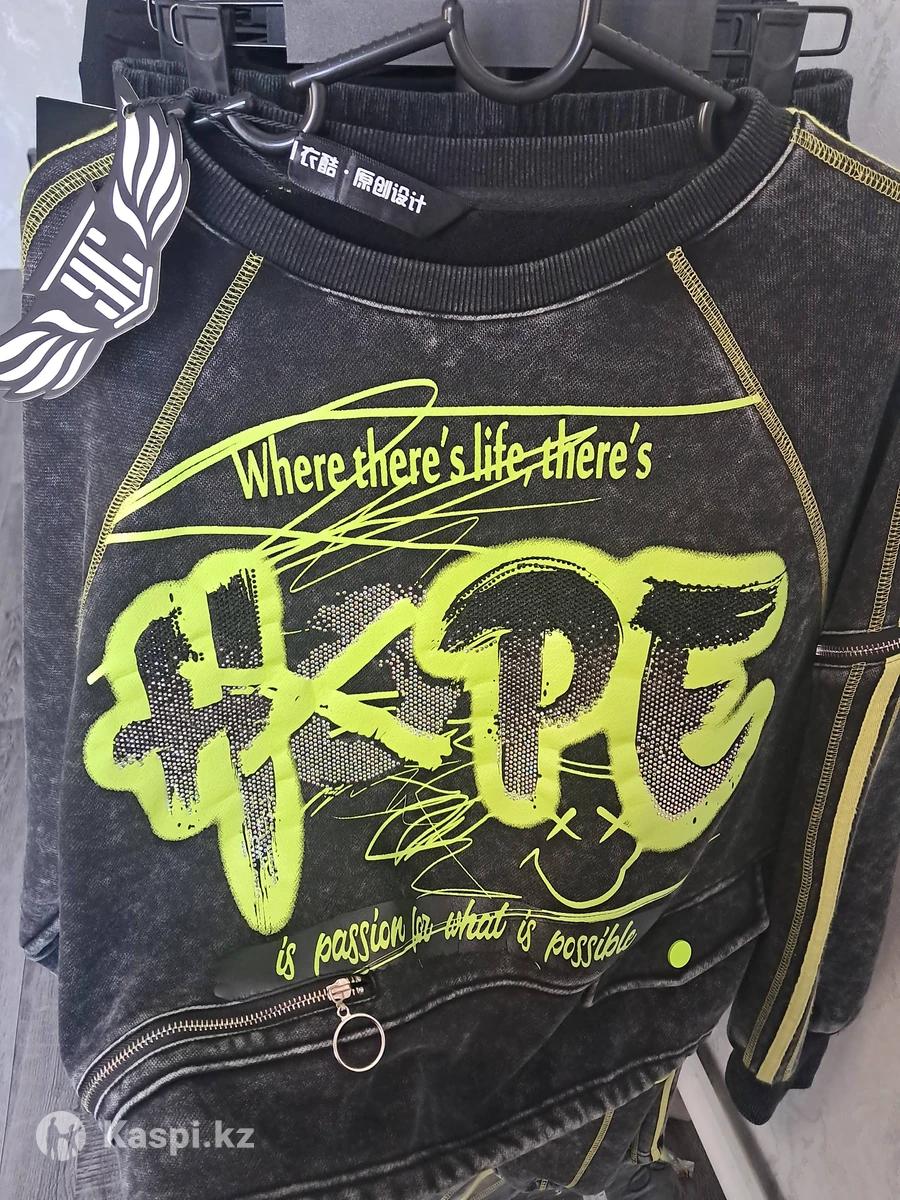 衣酷·原创设计
Where there's life, there's
HOPE
is passion for what is possible
Kaspi.kz